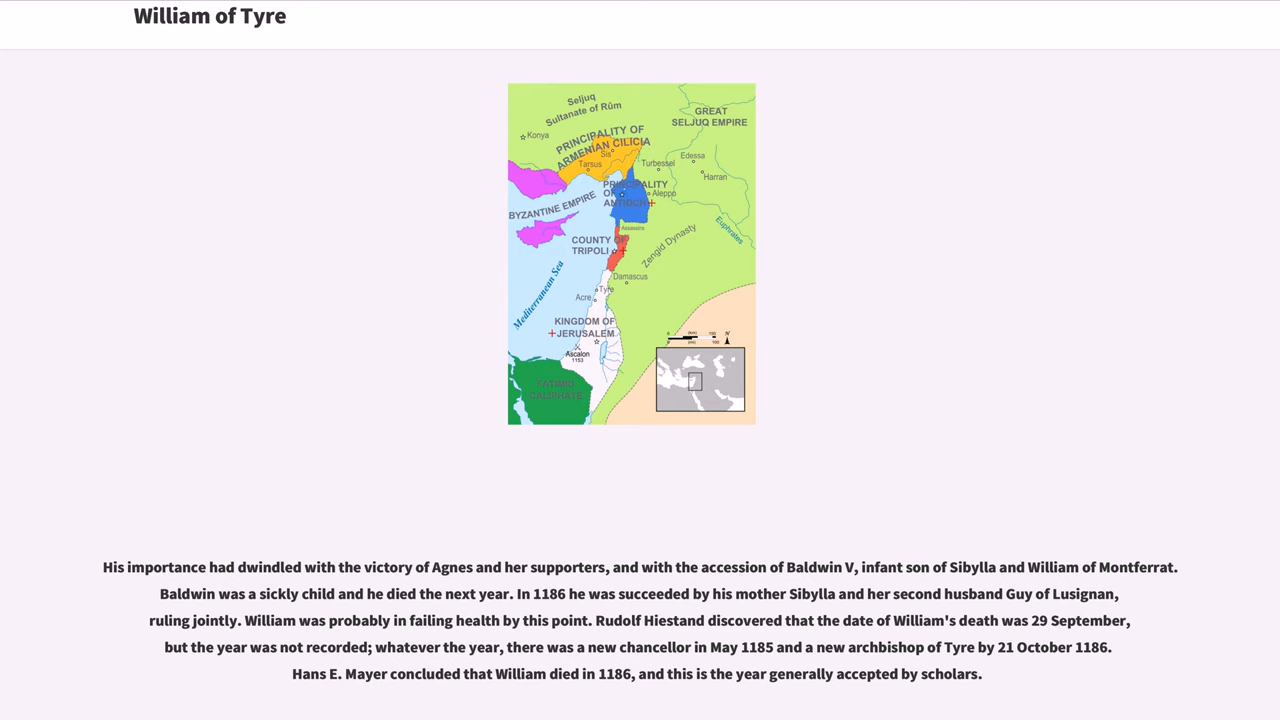 William of Tyre
Seljuq
Sultanate of Rûm
GREAT
SELJUQ EMPIRE
Konya
PRINCIPALITY OF
ARMENIAN CILICIA
Sis
Tarsus
Turbessel
Edessa
Harran
PRINCIPALITY
OF
ANTIOCH
Aleppo
BYZANTINE EMPIRE
Assassins
Euphrates
COUNTY OF
TRIPOLI
Zengid Dynasty
Mediterranean Sea
Damascus
Tyre
Acre
KINGDOM OF
JERUSALEM
Ascalon
1153
FATIMID
CALIPHATE
0 (km) 150
0 (mi) 100
N
His importance had dwindled with the victory of Agnes and her supporters, and with the accession of Baldwin V, infant son of Sibylla and William of Montferrat.
Baldwin was a sickly child and he died the next year. In 1186 he was succeeded by his mother Sibylla and her second husband Guy of Lusignan,
ruling jointly. William was probably in failing health by this point. Rudolf Hiestand discovered that the date of William's death was 29 September,
but the year was not recorded; whatever the year, there was a new chancellor in May 1185 and a new archbishop of Tyre by 21 October 1186.
Hans E. Mayer concluded that William died in 1186, and this is the year generally accepted by scholars.